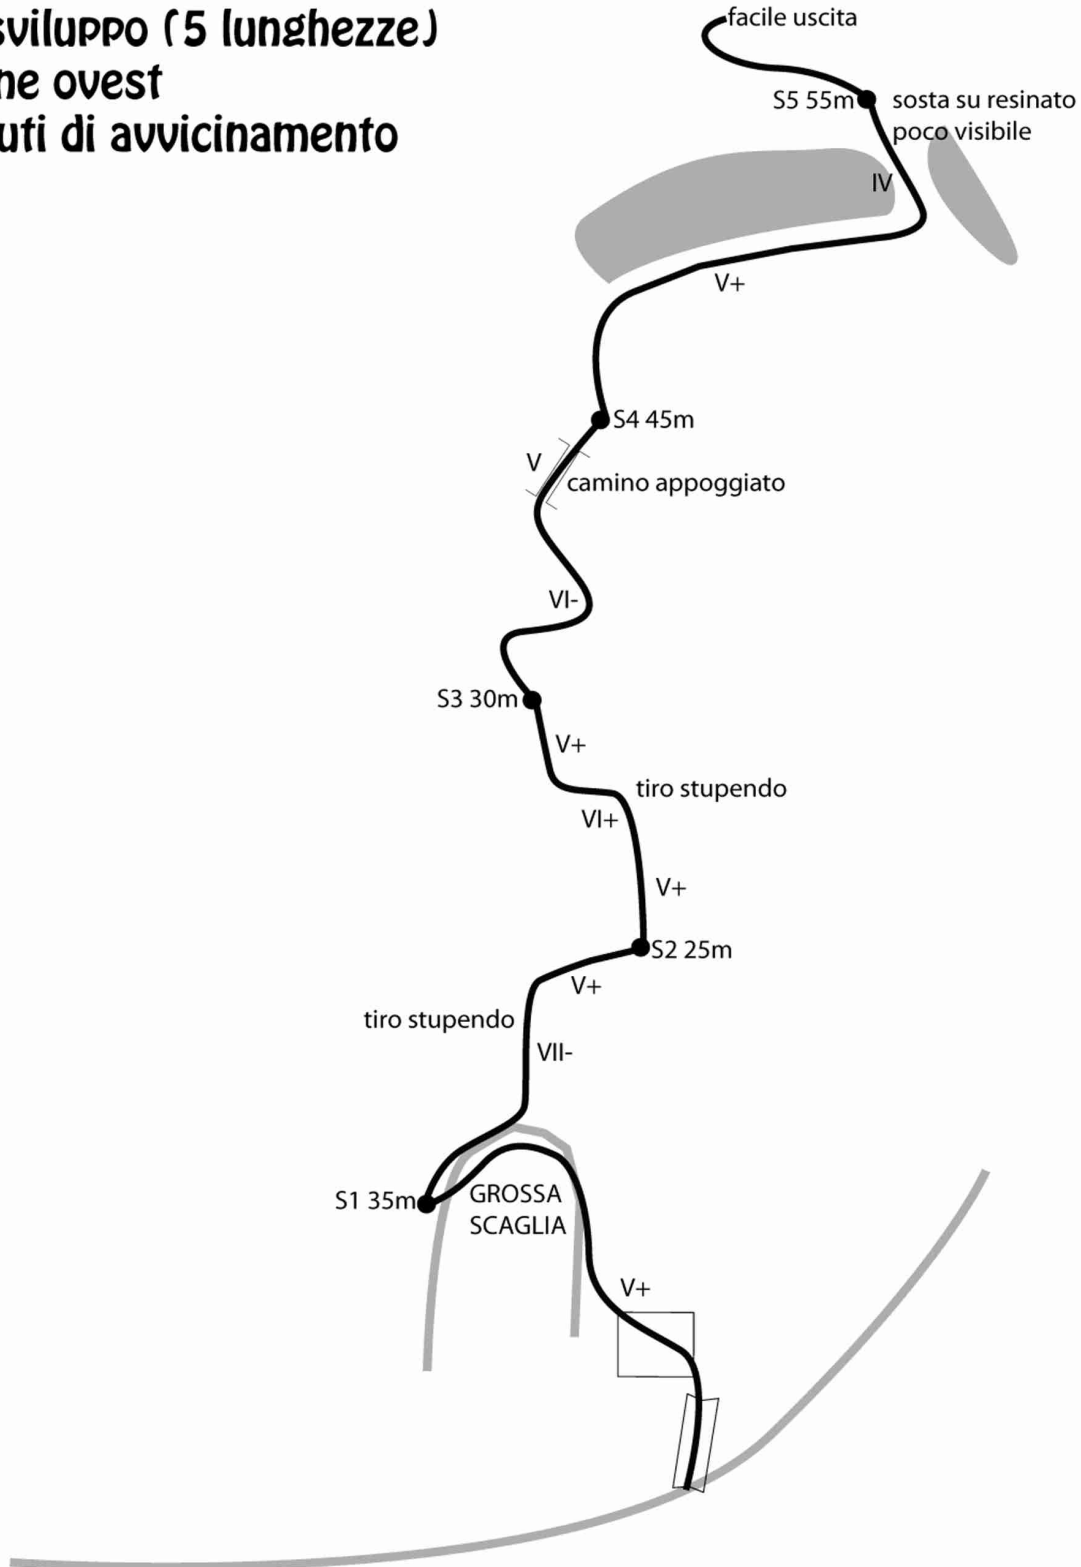 sviluppo (5 lunghezze)
ne ovest
uti di avvicinamento
facile uscita
S5 55m
sosta su resinato
poco visibile
IV
V+
S4 45m
V
camino appoggiato
VI-
S3 30m
V+
tiro stupendo
VI+
V+
S2 25m
V+
tiro stupendo
VII-
S1 35m
GROSSA
SCAGLIA
V+